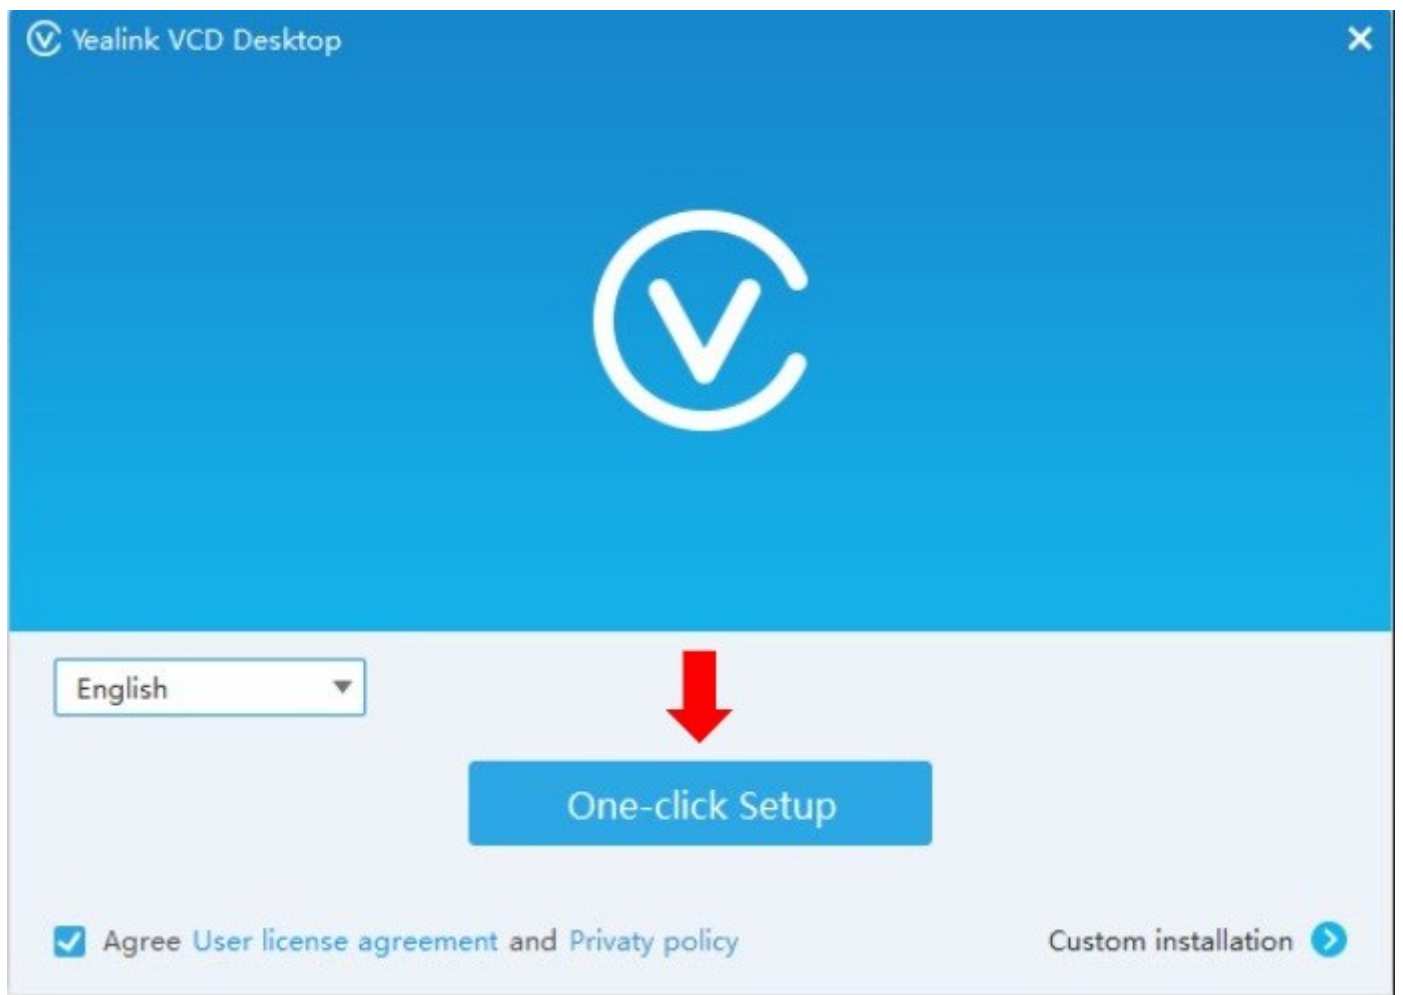 Yealink VCD Desktop
English
One-click Setup
Agree User license agreement and Privaty policy
Custom installation